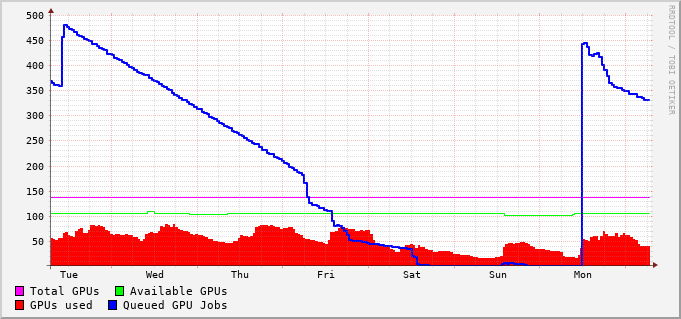 500
450
400
350
300
250
200
150
100
50
Tue Wed Thu Fri Sat Sun Mon
Total GPUs Available GPUs
GPUs used Queued GPU Jobs
RRDTOOL / TOBI OETIKER